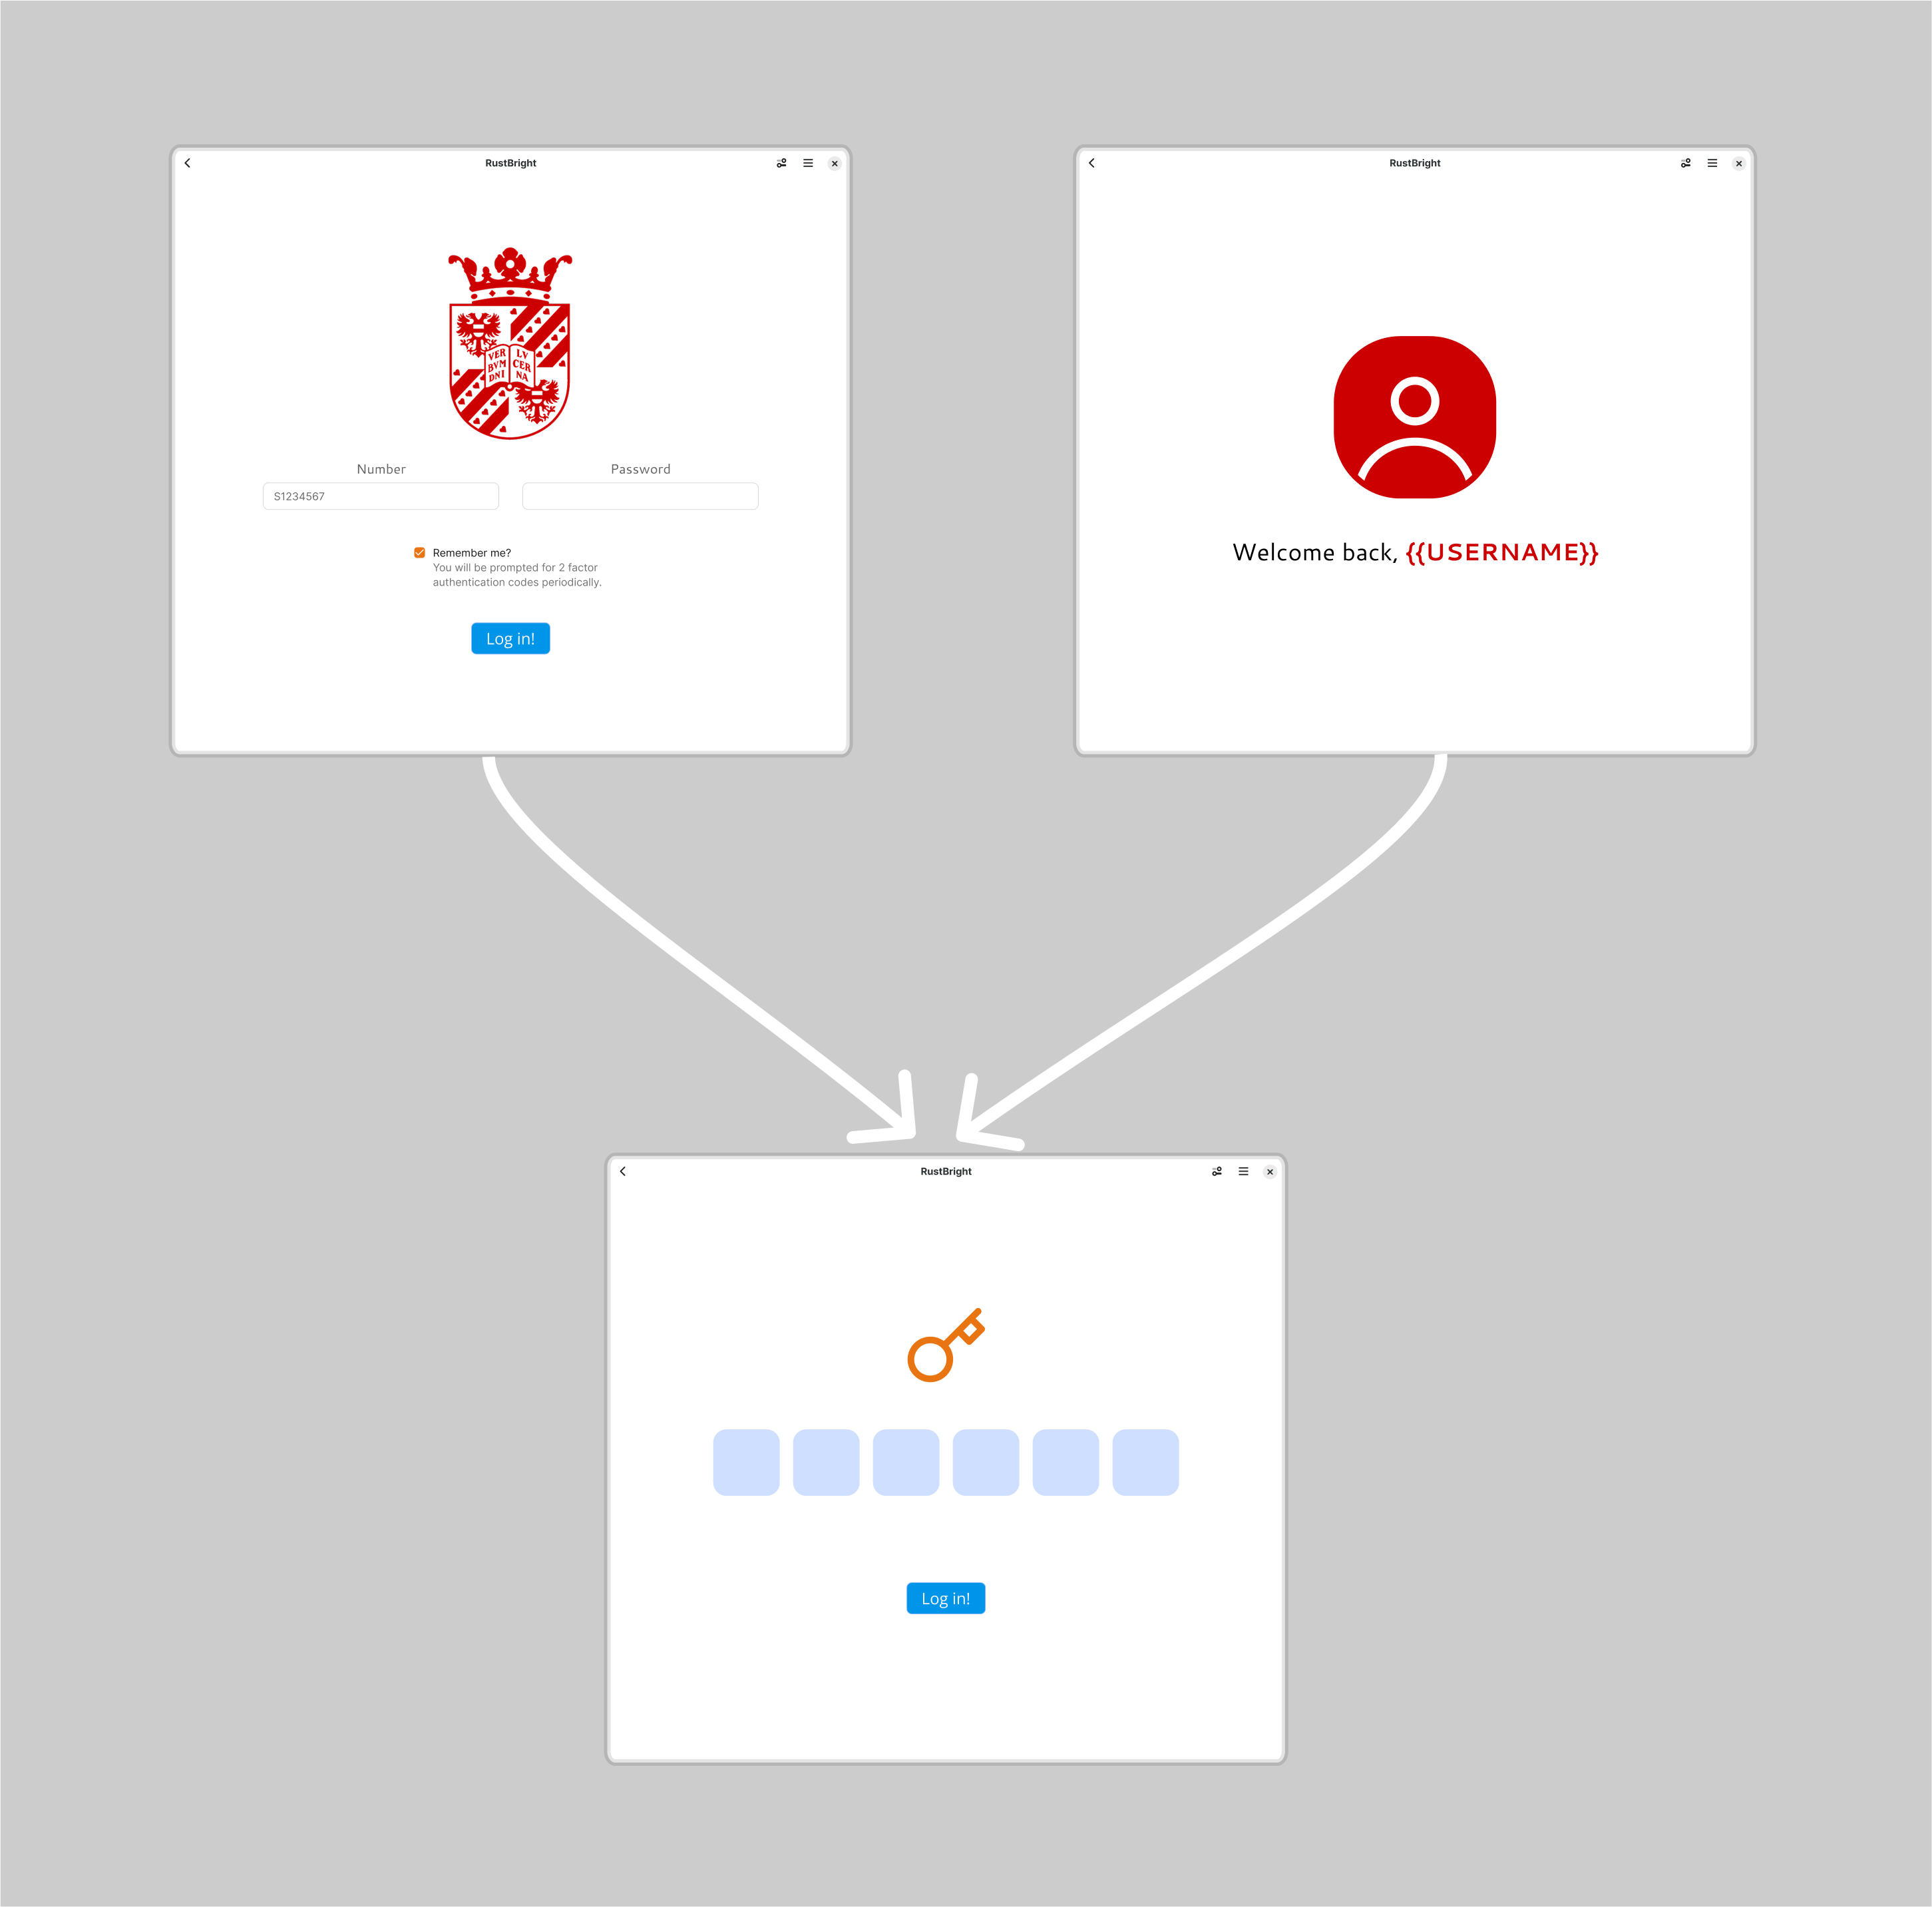 RustBright
VER LV
BVM CER
DNI NA
Number
Password
S1234567
Remember me?
You will be prompted for 2 factor
authentication codes periodically.
Log in!
RustBright
Welcome back, {{USERNAME}}
RustBright
Log in!